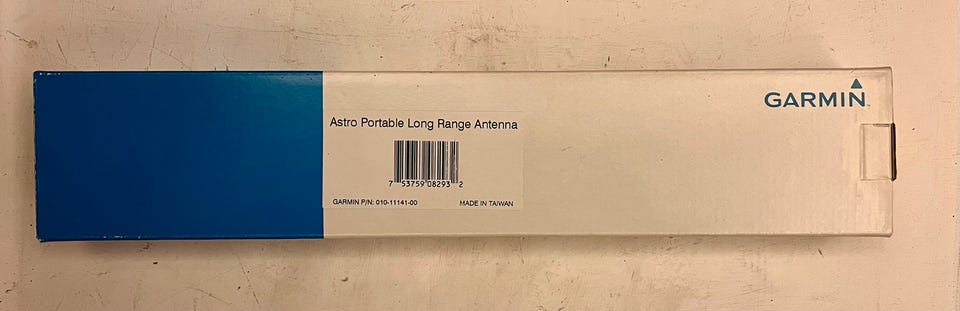 GARMIN
Astro Portable Long Range Antenna
7 53759 08293 2
GARMIN P/N: 010-11141-00 MADE IN TAIWAN